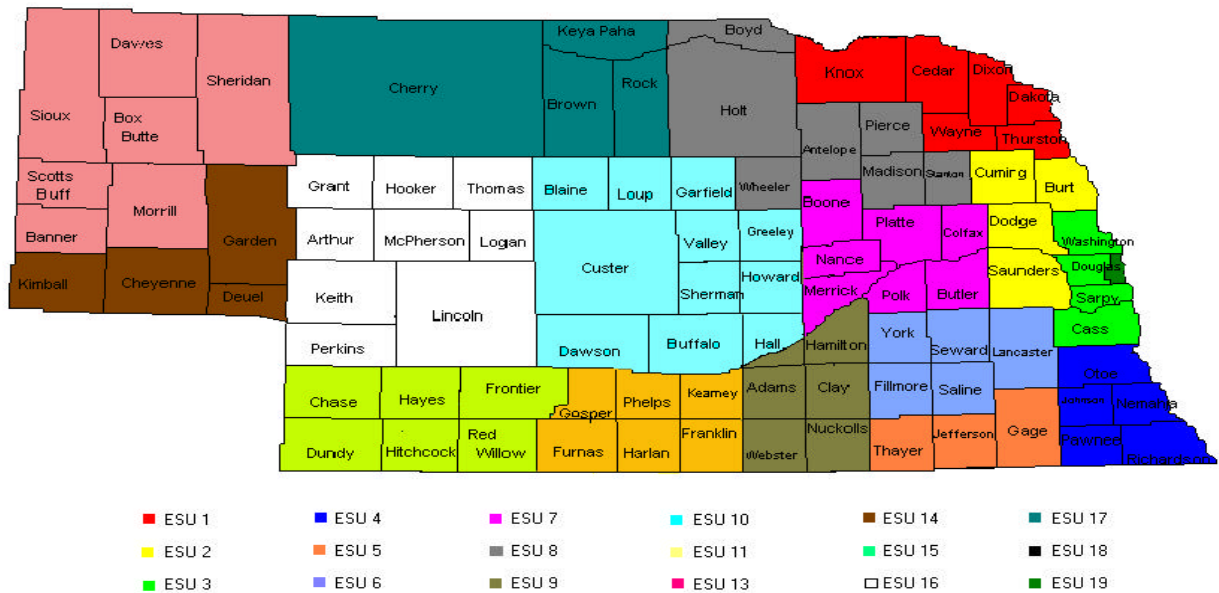 Dawes
Keya Paha
Boyd
Sheridan
Cherry
Rock
Knox
Cedar
Dixon
Sioux
Box
Butte
Brown
Holt
Dakota
Pierce
Wayne
Thurston
Antelope
Scotts
Buff
Grant
Hooker
Thomas
Blaine
Loup
Garfield
Wheeler
Madison
Stanton
Cuming
Burt
Morrill
Boone
Banner
Garden
Arthur
McPherson
Logan
Valley
Greeley
Platte
Colfax
Dodge
Washington
Custer
Nance
Kimball
Cheyenne
Deuel
Keith
Lincoln
Sherman
Howard
Merrick
Polk
Butler
Saunders
Douglas
Sarpy
Perkins
Dawson
Buffalo
Hall
Hamilton
York
Seward
Lancaster
Cass
Otoe
Chase
Hayes
Frontier
Gosper
Phelps
Kearney
Adams
Clay
Fillmore
Saline
Nemaha
Dundy
Hitchcock
Red
Willow
Furnas
Harlan
Franklin
Webster
Nuckolls
Thayer
Jefferson
Gage
Pawnee
Richardson
ESU 1
ESU 4
ESU 7
ESU 10
ESU 14
ESU 17
ESU 2
ESU 5
ESU 8
ESU 11
ESU 15
ESU 18
ESU 3
ESU 6
ESU 9
ESU 13
ESU 16
ESU 19